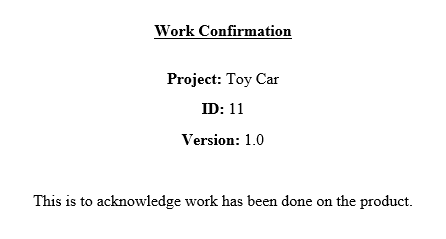 Work Confirmation
Project: Toy Car
ID: 11
Version: 1.0
This is to acknowledge work has been done on the product.